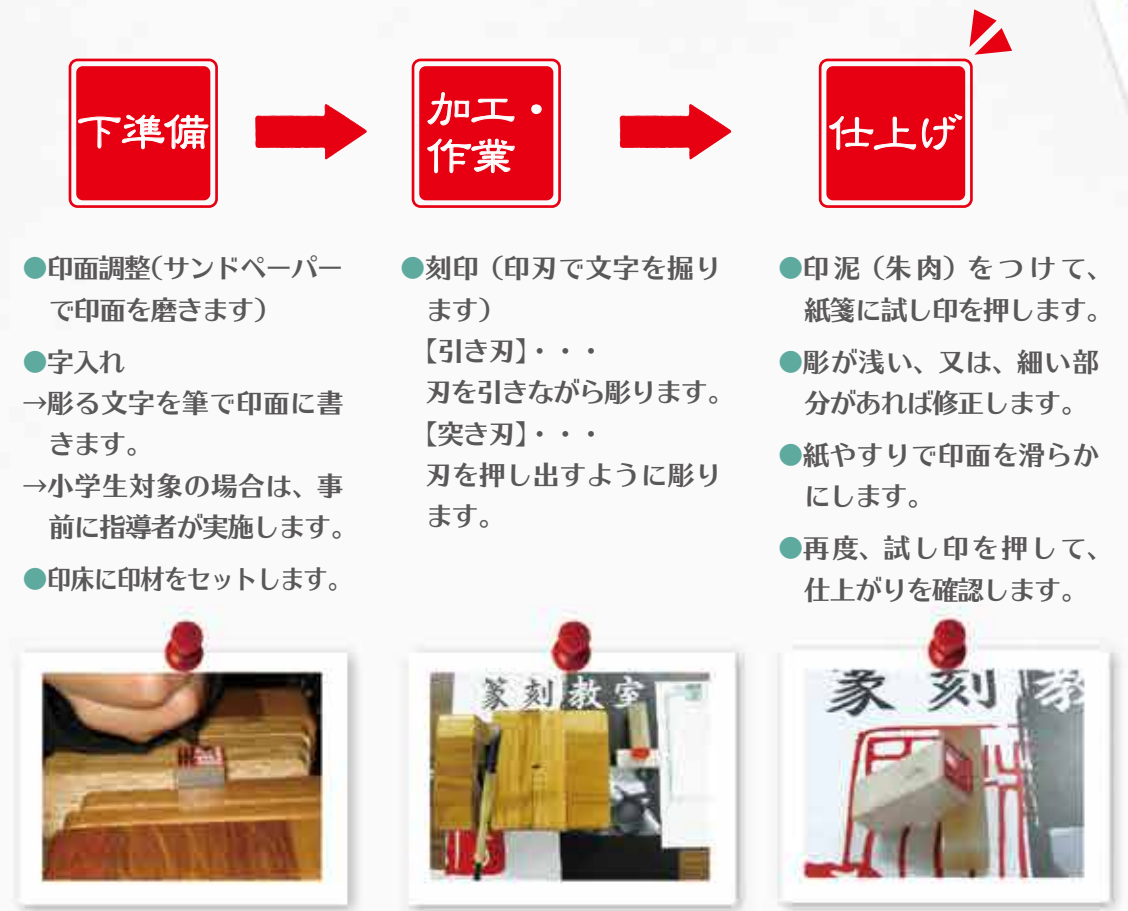 下準備
●印面調整(サンドペーパー
で印面を磨きます)
●字入れ
→彫る文字を筆で印面に書
きます。
→小学生対象の場合は、事
前に指導者が実施します。
●印床に印材をセットします。
加工・
作業
●刻印(印刃で文字を掘り
ます)
【引き刃】・・・
刃を引きながら彫ります。
【突き刃】・・・
刃を押し出すように彫り
ます。
仕上げ
●印泥(朱肉)をつけて、
紙箋に試し印を押します。
●彫が浅い、又は、細い部
分があれば修正します。
●紙やすりで印面を滑らか
にします。
●再度、試し印を押して、
仕上がりを確認します。
篆刻教室
篆刻教